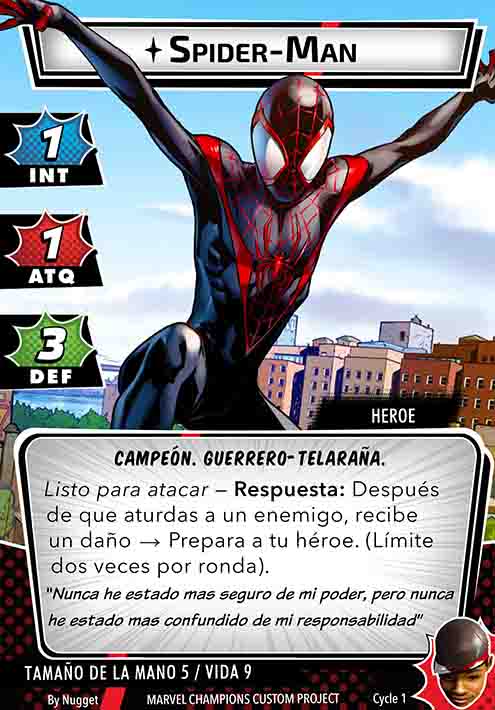 Spider-Man
1
INT
1
ATQ
3
DEF
HEROE
CAMPEÓN. GUERRERO-TELARAÑA.
Listo para atacar – Respuesta: Después
de que aturdas a un enemigo, recibe
un daño → Prepara a tu héroe. (Límite
dos veces por ronda).
"Nunca he estado mas seguro de mi poder, pero nunca
he estado mas confundido de mi responsabilidad"
TAMAÑO DE LA MANO 5 / VIDA 9
By Nugget MARVEL CHAMPIONS CUSTOM PROJECT Cycle 1